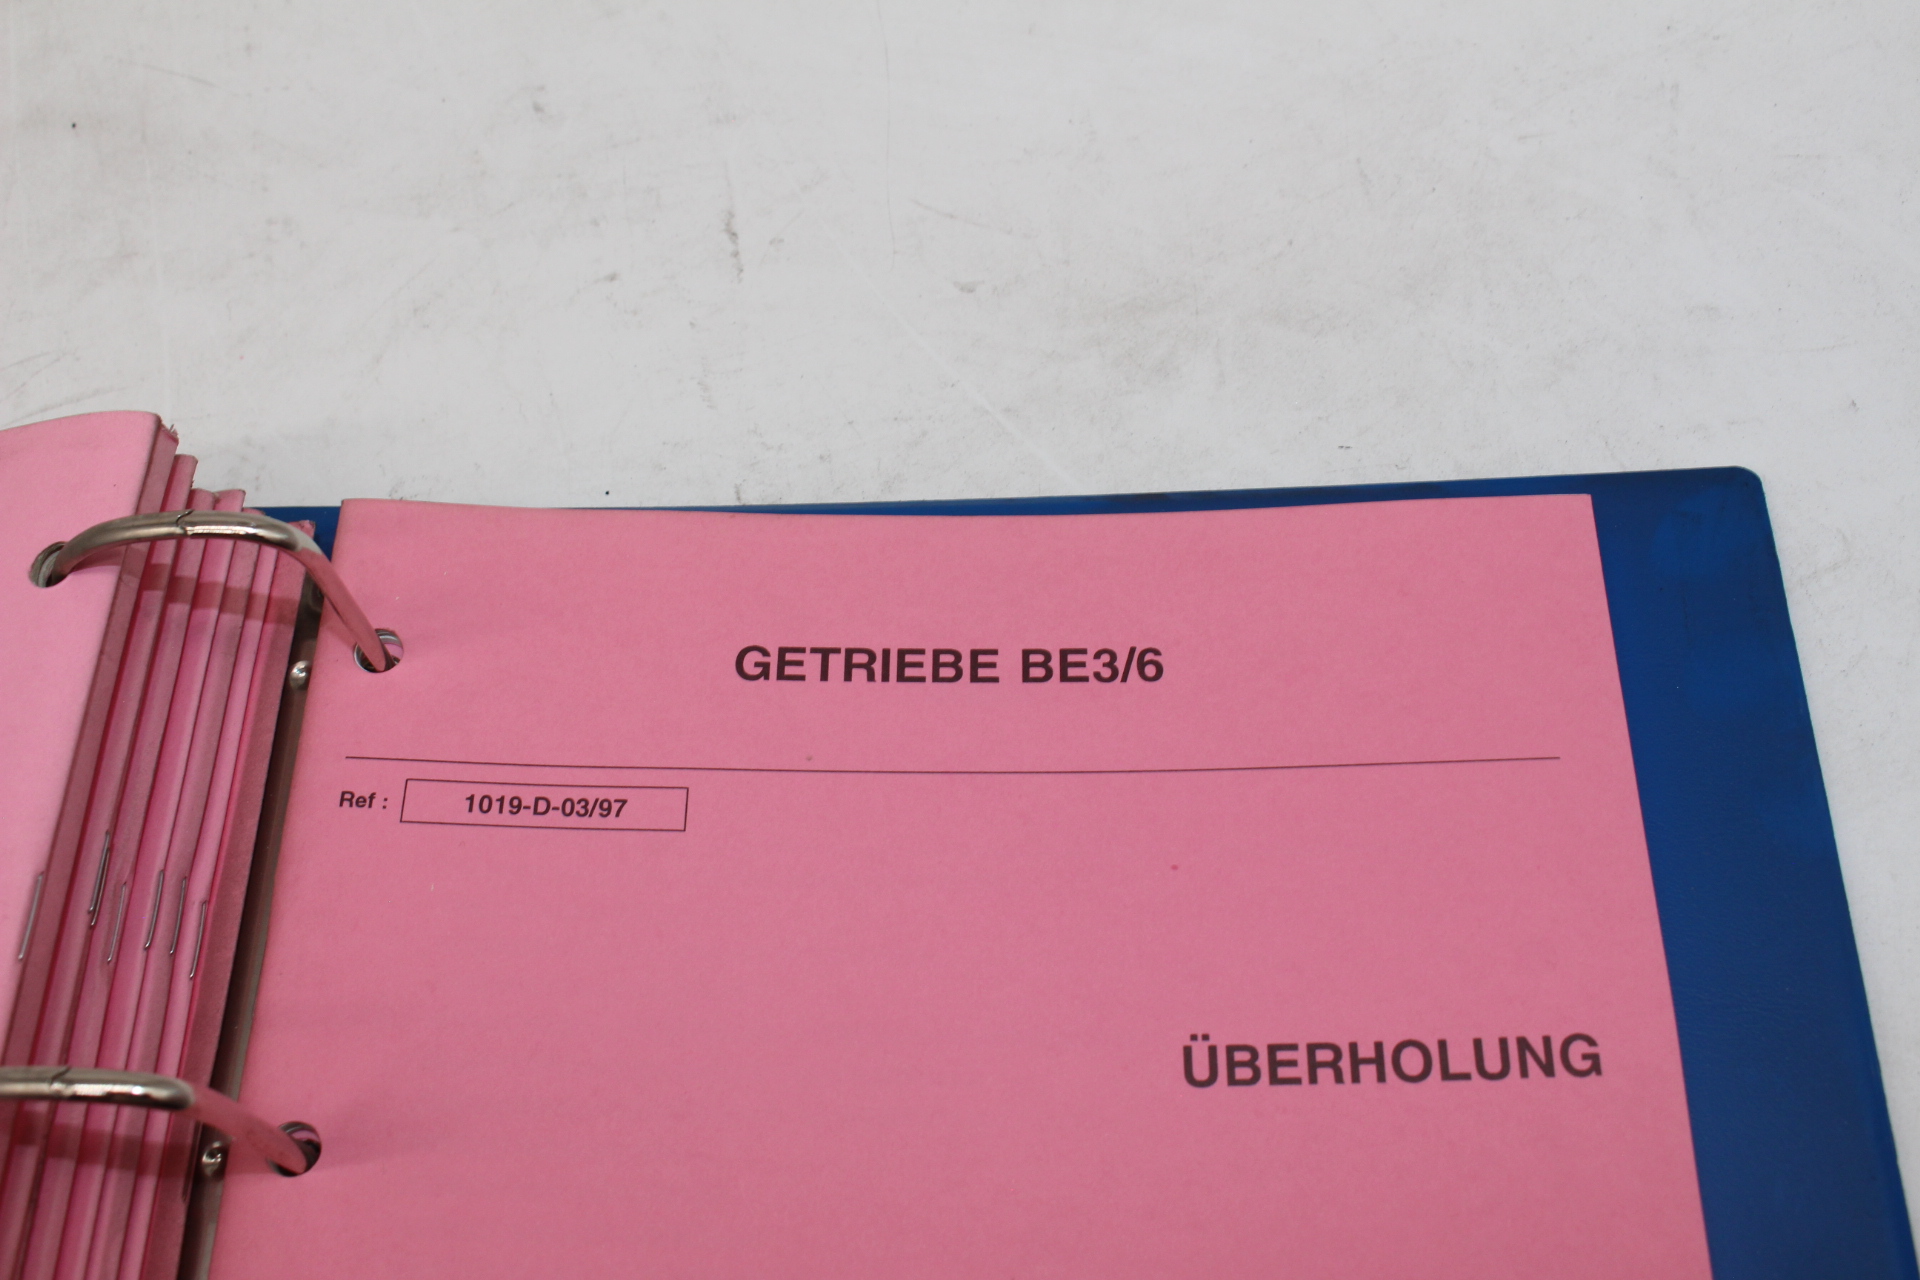 GETRIEBE BE3/6
Ref : 1019-D-03/97
ÜBERHOLUNG